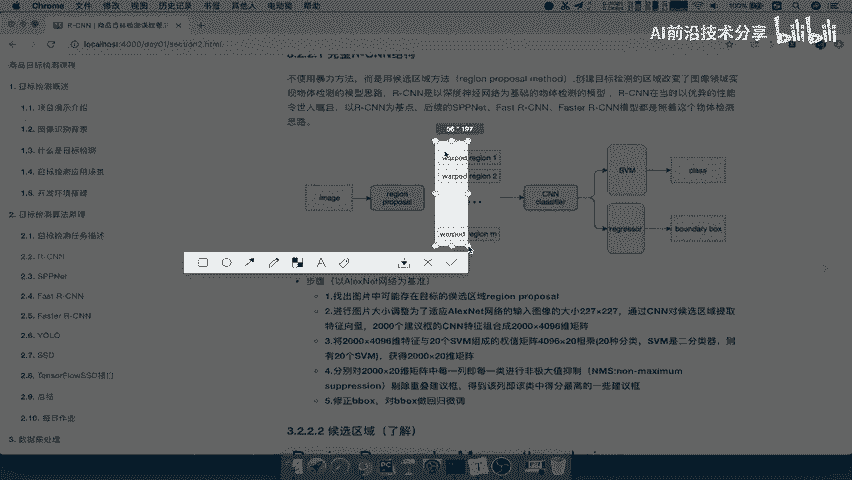 Chrome 文件 修改 视图 历史记录 书签 其他人 电动能 窗口 帮助
AI前沿技术分享 bilibili
localhost:4000/day01/section2.html
商品目标检测课程
3.2.2.1 完整R-CNN结构
1. 目标检测概述
1.1. 项目演示介绍
1.2. 图像识别背景
1.3. 什么是目标检测
1.4. 目标检测应用场景
1.5. 开发环境搭建
2. 目标检测算法原理
2.1. 目标检测任务描述
2.2. R-CNN
2.3. SPPNet
2.4. Fast R-CNN
2.5. Faster R-CNN
2.6. YOLO
2.7. SSD
2.8. TensorFlowSSD接口
2.9. 总结
2.10. 每日作业
3. 数据集处理
不使用暴力方法，而是用候选区域方法（region proposal method）,创建目标检测的区域改变了图像领域实
现物体检测的模型思路，R-CNN是以深度神经网络为基础的物体检测的模型，R-CNN在当时以优异的性能
令世人瞩目，以R-CNN为基点，后续的SPPNet、Fast R-CNN、Faster R-CNN模型都是照着这个物体检测
思路。
66 * 197
image
region proposal
warped region 1
warped region 2
...
warped region m
CNN classifier
SVM
class
regressor
boundary box
步骤（以AlexNet网络为基准）
1.找出图片中可能存在目标的候选区域region proposal
2.进行图片大小调整为了适应AlexNet网络的输入图像的大小227×227，通过CNN对候选区域提取
特征向量，2000个建议框的CNN特征组合成2000×4096维矩阵
3.将2000×4096维特征与20个SVM组成的权值矩阵4096×20相乘(20种分类，SVM是二分类器，则
有20个SVM)，获得2000×20维矩阵
4.分别对2000×20维矩阵中每一列即每一类进行非极大值抑制（NMS:non-maximum
suppression）剔除重叠建议框，得到该列即该类中得分最高的一些建议框
5.修正bbox，对bbox做回归微调
3.2.2.2 候选区域（了解）